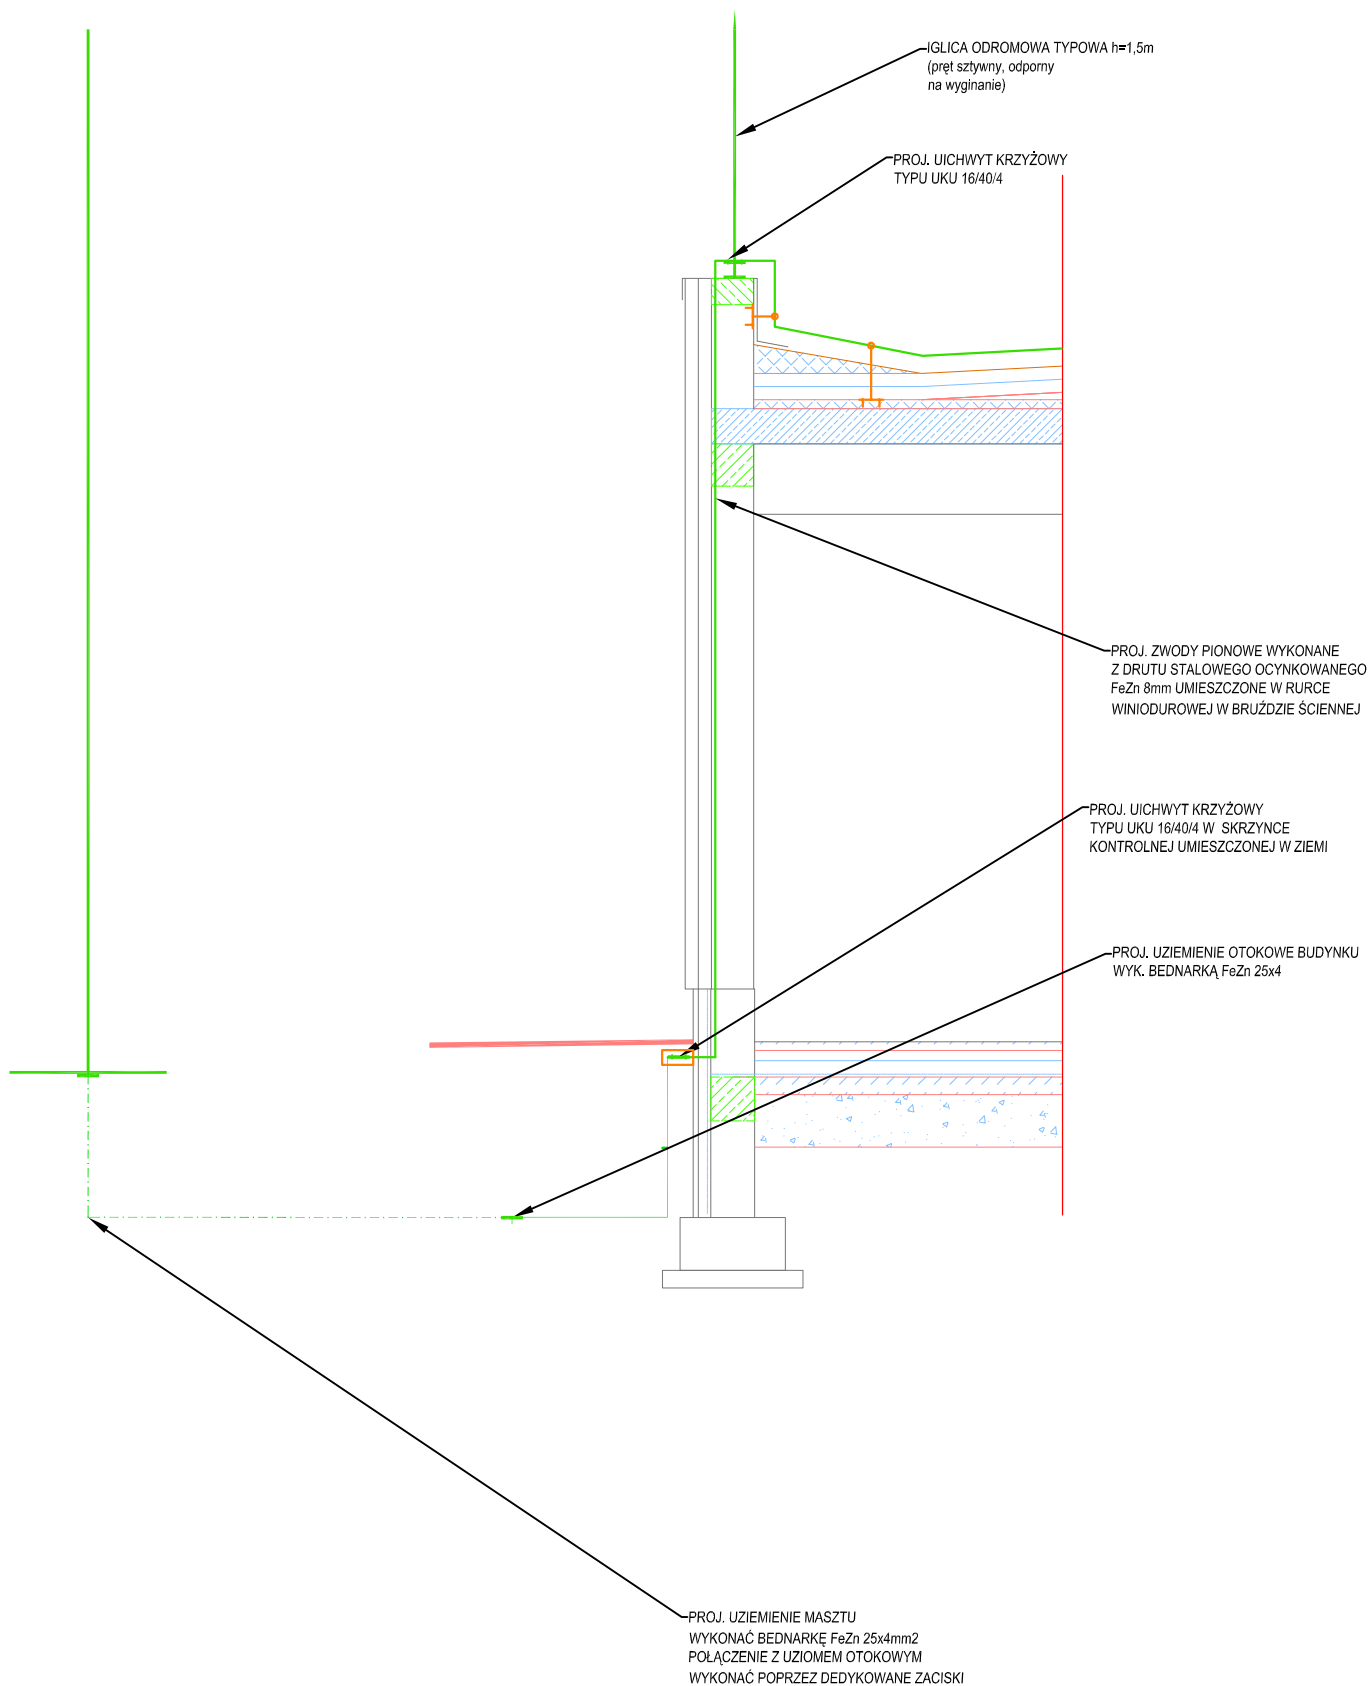 IGLICA ODROMOWA TYPOWA h=1,5m
(pręt sztywny, odporny
na wyginanie)
PROJ. UICHWYT KRZYŻOWY
TYPU UKU 16/40/4
PROJ. ZWODY PIONOWE WYKONANE
Z DRUTU STALOWEGO OCYNKOWANEGO
FeZn 8mm UMIESZCZONE W RURCE
WINIODUROWEJ W BRUŹDZIE ŚCIENNEJ
PROJ. UICHWYT KRZYŻOWY
TYPU UKU 16/40/4 W SKRZYNCE
KONTROLNEJ UMIESZCZONEJ W ZIEMI
PROJ. UZIEMIENIE OTOKOWE BUDYNKU
WYK. BEDNARKĄ FeZn 25x4
PROJ. UZIEMIENIE MASZTU
WYKONAĆ BEDNARKĘ FeZn 25x4mm2
POŁĄCZENIE Z UZIOMEM OTOKOWYM
WYKONAĆ POPRZEZ DEDYKOWANE ZACISKI